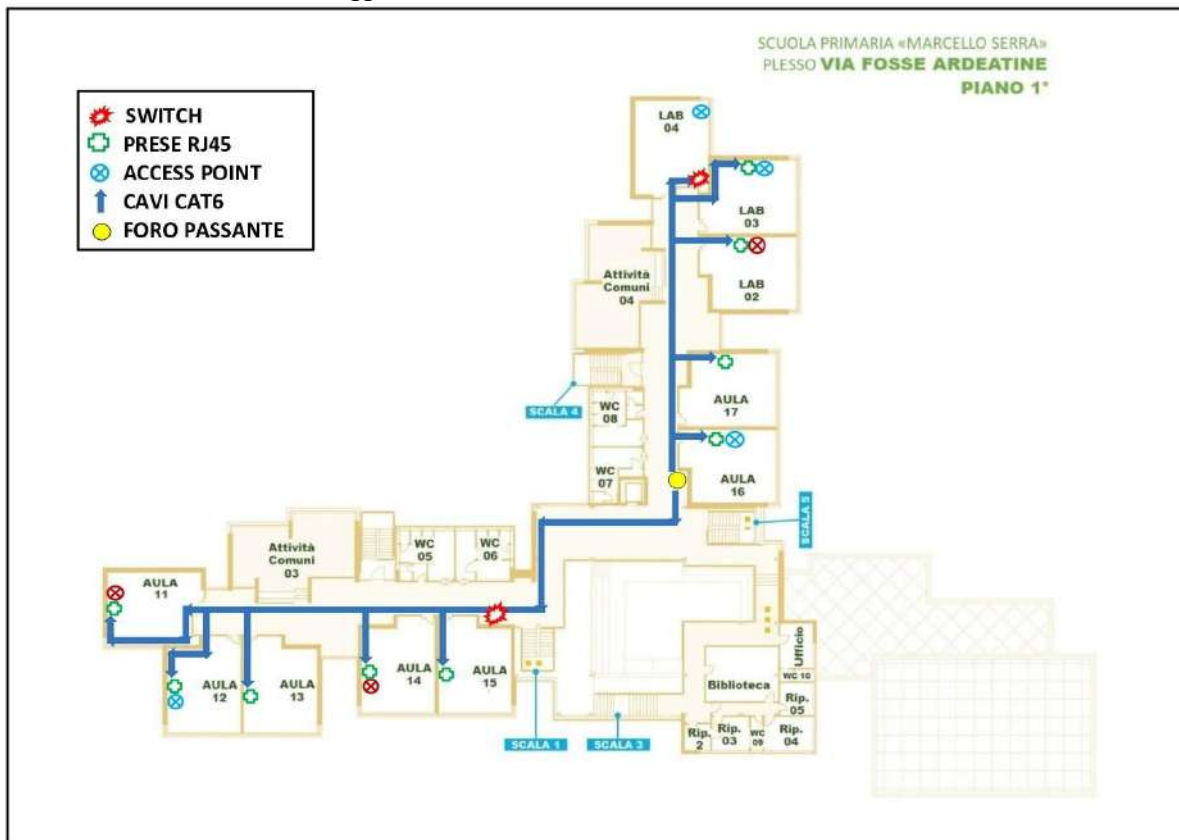 SCUOLA PRIMARIA «MARCELLO SERRA»
PLESSO VIA FOSSE ARDEATINE
PIANO 1°
SWITCH
PRESE RJ45
ACCESS POINT
CAVI CAT6
FORO PASSANTE
LAB
04
LAB
03
LAB
02
Attività
Comuni
04
AULA
17
SCALA 4
WC
08
WC
07
AULA
16
SCALA 5
Attività
Comuni
03
WC
05
WC
06
AULA
11
AULA
12
AULA
13
AULA
14
AULA
15
Ufficio
WC 10
Biblioteca
Rip.
05
Rip.
2
Rip.
03
WC
09
Rip.
04
SCALA 1
SCALA 3